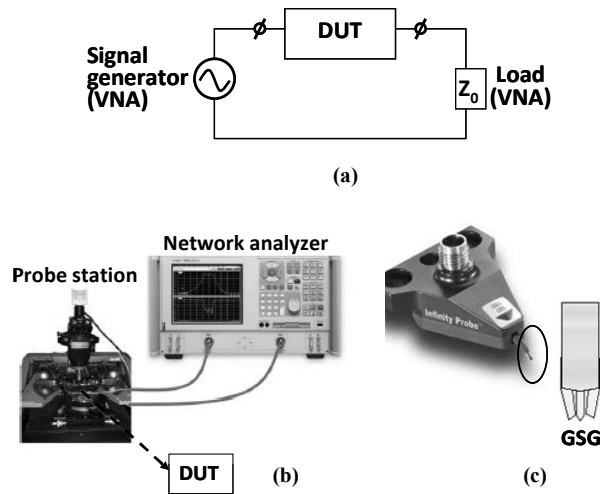 DUT
Signal
generator
(VNA)
Z0
Load
(VNA)
(a)
Network analyzer
Probe station
Infinity Probe
GSG
DUT
(b)
(c)